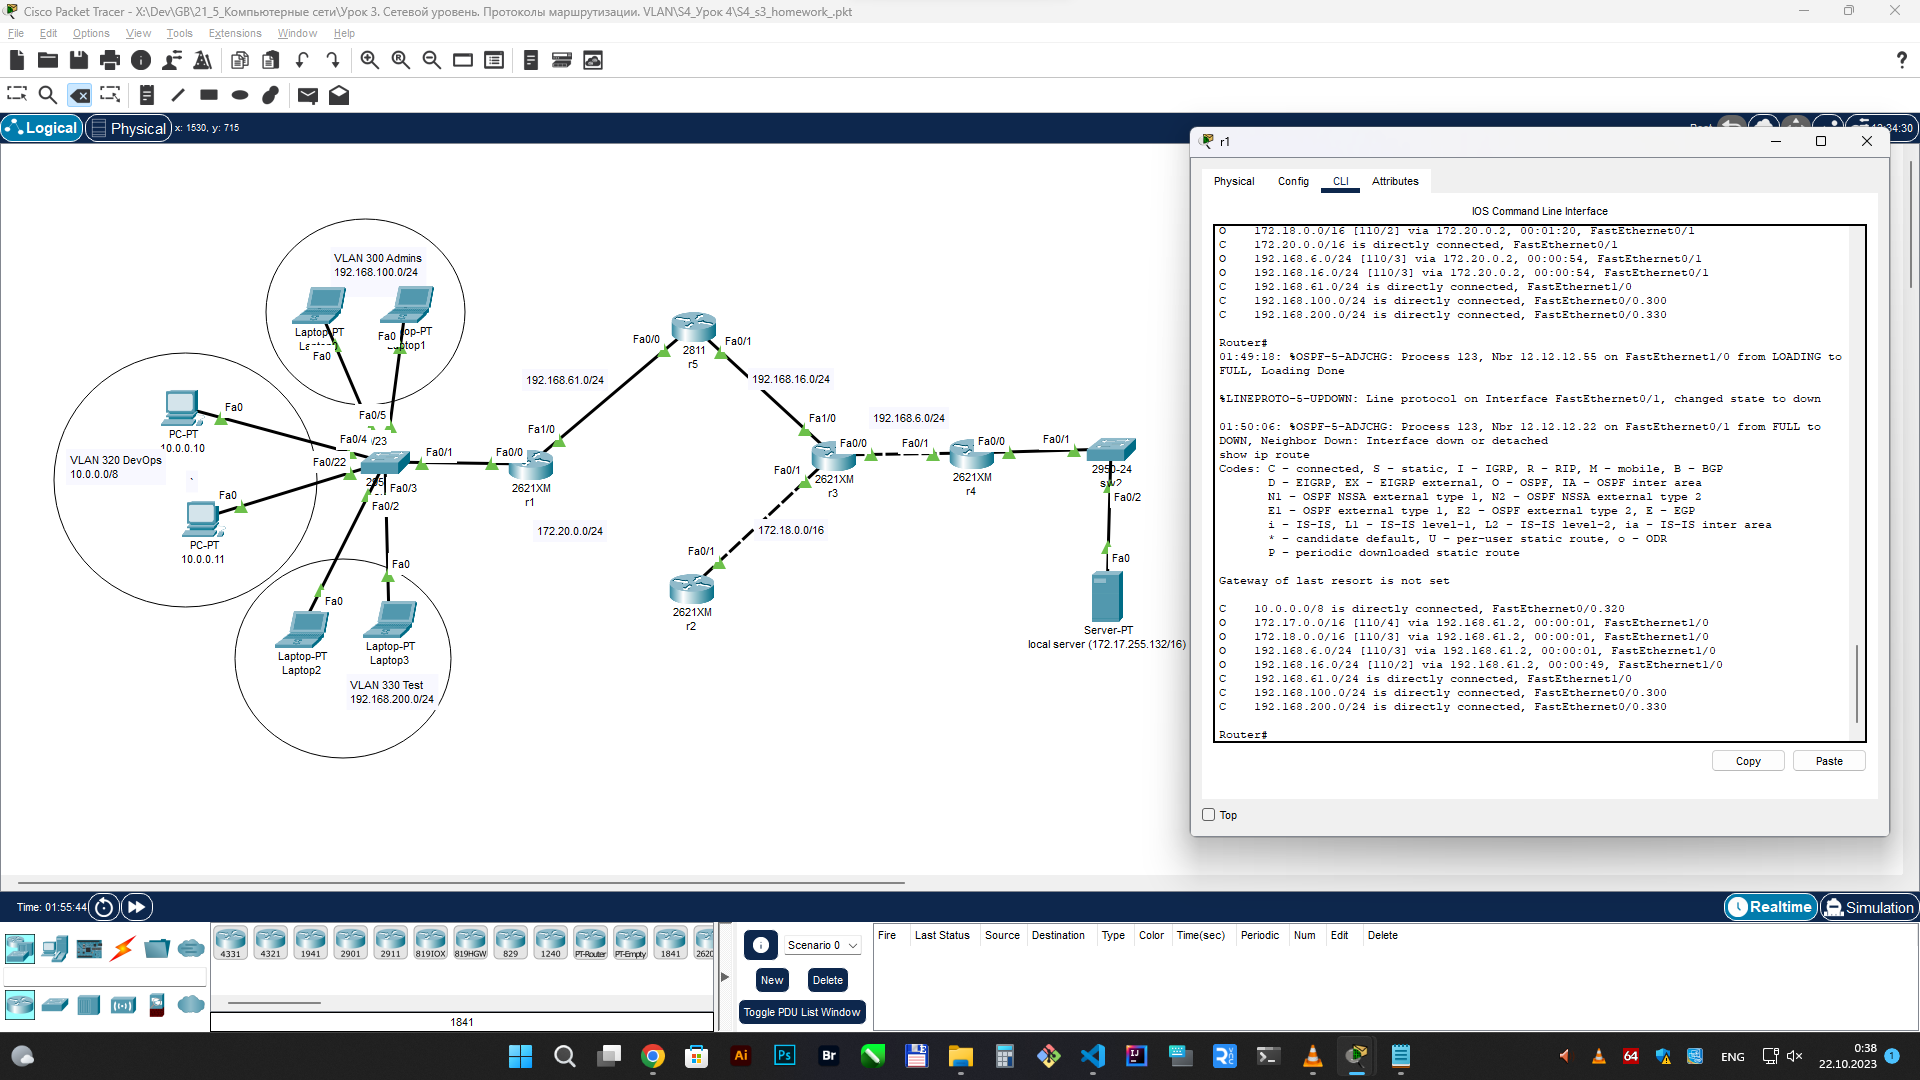 Cisco Packet Tracer - X:\Dev\GB\21_5_Компьютерные сети\Урок 3. Сетевой уровень. Протоколы маршрутизации. VLAN\S4_Урок 4\S4_s3_homework_.pkt
File Edit Options View Tools Extensions Window Help
?
Logical Physical x: 1530, y: 715
r1
Physical Config CLI Attributes
IOS Command Line Interface
O 172.18.0.0/16 [110/2] via 172.20.0.2, 00:01:20, FastEthernet0/1
C 172.20.0.0/16 is directly connected, FastEthernet0/1
O 192.168.6.0/24 [110/3] via 172.20.0.2, 00:00:54, FastEthernet0/1
O 192.168.16.0/24 [110/3] via 172.20.0.2, 00:00:54, FastEthernet0/1
C 192.168.61.0/24 is directly connected, FastEthernet1/0
C 192.168.100.0/24 is directly connected, FastEthernet0/0.300
C 192.168.200.0/24 is directly connected, FastEthernet0/0.330
Router#
01:49:18: %OSPF-5-ADJCHG: Process 123, Nbr 12.12.12.55 on FastEthernet1/0 from LOADING to
FULL, Loading Done
%LINEPROTO-5-UPDOWN: Line protocol on Interface FastEthernet0/1, changed state to down
01:50:06: %OSPF-5-ADJCHG: Process 123, Nbr 12.12.12.22 on FastEthernet0/1 from FULL to
DOWN, Neighbor Down: Interface down or detached
show ip route
Codes: C - connected, S - static, I - IGRP, R - RIP, M - mobile, B - BGP
D - EIGRP, EX - EIGRP external, O - OSPF, IA - OSPF inter area
N1 - OSPF NSSA external type 1, N2 - OSPF NSSA external type 2
E1 - OSPF external type 1, E2 - OSPF external type 2, E - EGP
i - IS-IS, L1 - IS-IS level-1, L2 - IS-IS level-2, ia - IS-IS inter area
* - candidate default, U - per-user static route, o - ODR
P - periodic downloaded static route
Gateway of last resort is not set
C 10.0.0.0/8 is directly connected, FastEthernet0/0.320
O 172.17.0.0/16 [110/4] via 192.168.61.2, 00:00:01, FastEthernet1/0
O 172.18.0.0/16 [110/3] via 192.168.61.2, 00:00:01, FastEthernet1/0
O 192.168.6.0/24 [110/3] via 192.168.61.2, 00:00:01, FastEthernet1/0
O 192.168.16.0/24 [110/2] via 192.168.61.2, 00:00:49, FastEthernet1/0
C 192.168.61.0/24 is directly connected, FastEthernet1/0
C 192.168.100.0/24 is directly connected, FastEthernet0/0.300
C 192.168.200.0/24 is directly connected, FastEthernet0/0.330
Router#
Copy Paste
Top
VLAN 300 Admins
192.168.100.0/24
Laptop-PT
Fa0
Fa0
VLAN 320 DevOps
10.0.0.0/8
PC-PT
10.0.0.10
Fa0
PC-PT
10.0.0.11
Fa0
Fa0/5
Fa0/4 /23
Fa0/22
Fa0/3
Fa0/2
Fa0/1
Fa0
Fa0
Laptop-PT
Laptop2
Laptop-PT
Laptop3
VLAN 330 Test
192.168.200.0/24
Fa0/0
Fa1/0
2621XM
r1
192.168.61.0/24
172.20.0.0/24
Fa0/0
Fa0/1
2811
r5
192.168.16.0/24
Fa1/0
Fa0/0
Fa0/1
2621XM
r3
172.18.0.0/16
Fa0/1
2621XM
r2
192.168.6.0/24
Fa0/1
Fa0/0
2621XM
r4
Fa0/1
2950-24
sw2
Fa0/2
Fa0
Server-PT
local server (172.17.255.132/16)
Time: 01:55:44
Realtime Simulation
4331 4321 1941 2901 2911 819IOX 819HGW 829 1240 PT-Router PT-Empty 1841
1841
Scenario 0
New Delete
Toggle PDU List Window
Fire Last Status Source Destination Type Color Time(sec) Periodic Num Edit Delete
Ai Ps Br IJ 64
ENG
0:38
22.10.2023
1